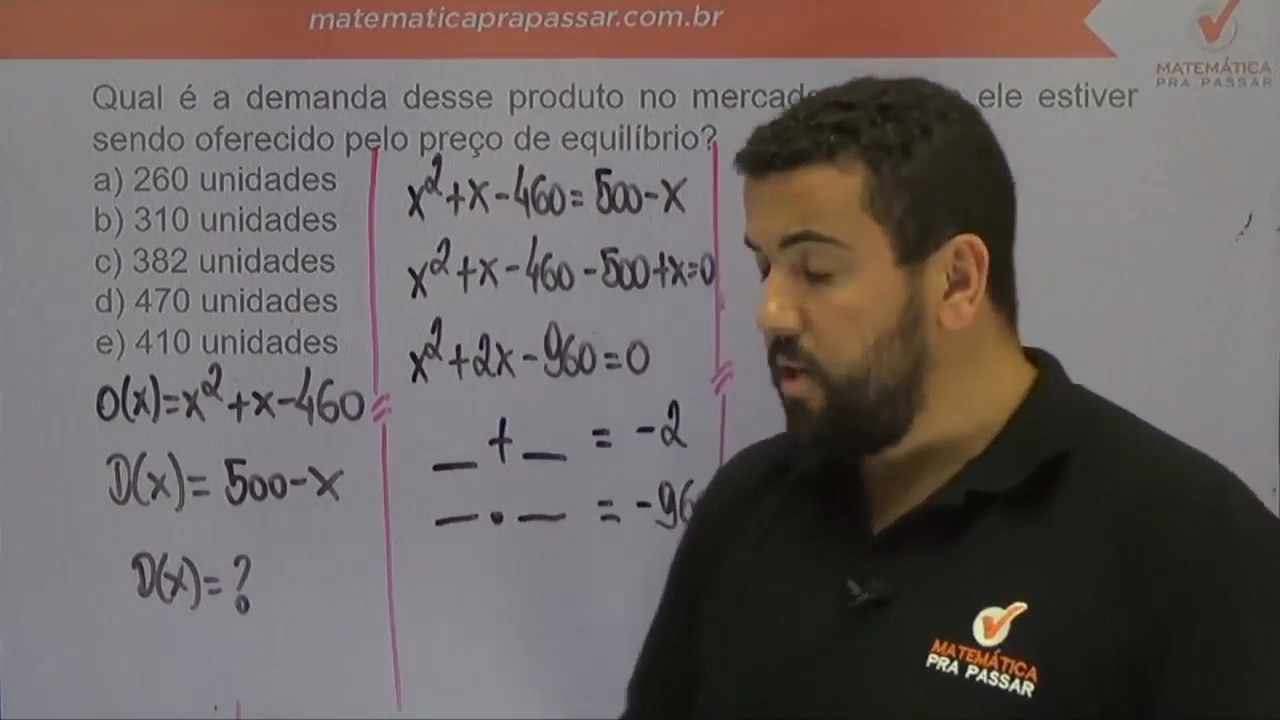 matematicaprapassar.com.br
MATEMÁTICA
PRA PASSAR
Qual é a demanda desse produto no ele estiver
sendo oferecido pelo preço de equilíbrio?
a) 260 unidades
b) 310 unidades
c) 382 unidades
d) 470 unidades
e) 410 unidades
O(x)=x²+x-460
D(x)=500-x
D(x)=?
x²+x-460=500-x
x²+x-460-500+x=0
x²+2x-960=0
_+_ = -2
_._ = -96
MATEMÁTICA
PRA PASSAR